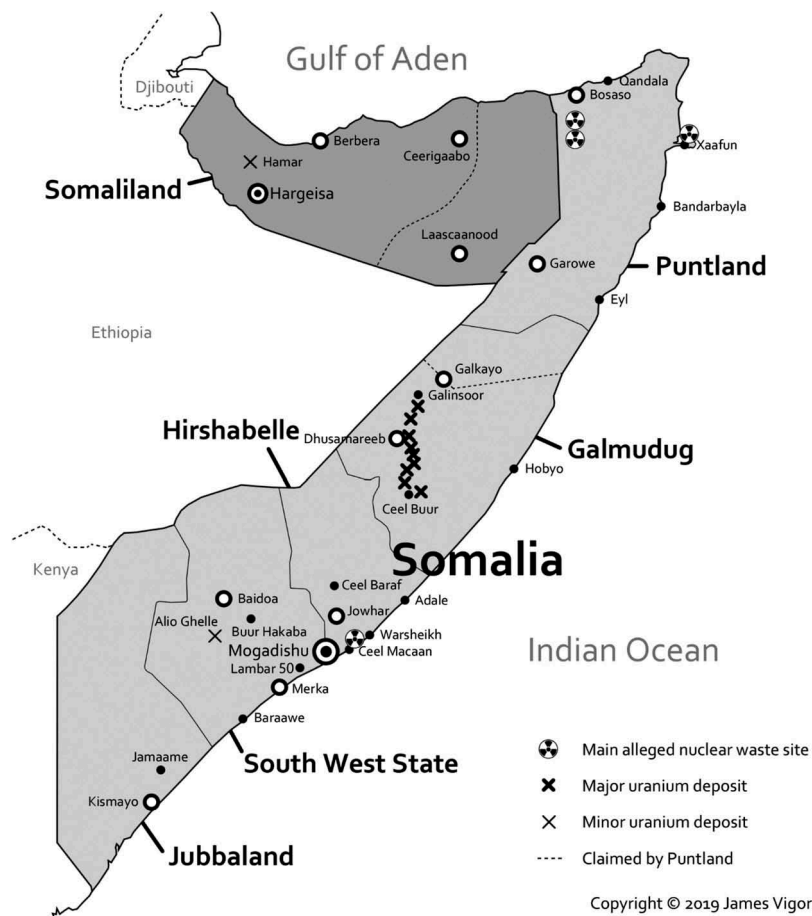 Gulf of Aden
Djibouti
Qandala
Bosaso
Berbera
Ceerigaabo
Xaafun
Hamar
Somaliland
Hargeisa
Bandarbayla
Laascaanood
Garowe
Puntland
Eyl
Ethiopia
Galkayo
Galinsoor
Hirshabelle
Dhusamareeb
Galmudug
Hobyo
Ceel Buur
Somalia
Kenya
Ceel Baraf
Baidoa
Adale
Alio Ghelle
Jowhar
Buur Hakaba
Warsheikh
Mogadishu
Ceel Macaan
Indian Ocean
Lambar 50
Merka
Baraawe
Main alleged nuclear waste site
Jamaame
South West State
Major uranium deposit
Kismayo
Minor uranium deposit
Jubbaland
Claimed by Puntland
Copyright © 2019 James Vigor